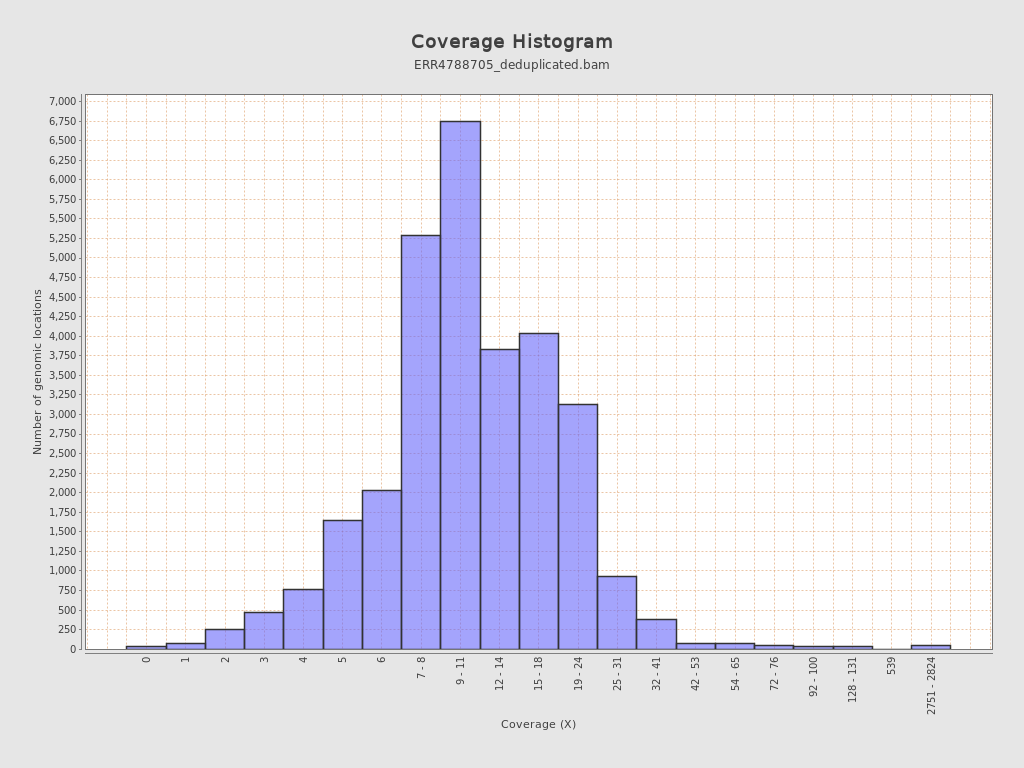 Coverage Histogram
ERR4788705_deduplicated.bam
7,000
6,750
6,500
6,250
6,000
5,750
5,500
5,250
5,000
4,750
4,500
4,250
4,000
3,750
3,500
3,250
3,000
2,750
2,500
2,250
2,000
1,750
1,500
1,250
1,000
750
500
250
0
Number of genomic locations
0
1
2
3
4
5
6
7 - 8
9 - 11
12 - 14
15 - 18
19 - 24
25 - 31
32 - 41
42 - 53
54 - 65
72 - 76
92 - 100
128 - 131
539
2751 - 2824
Coverage (X)